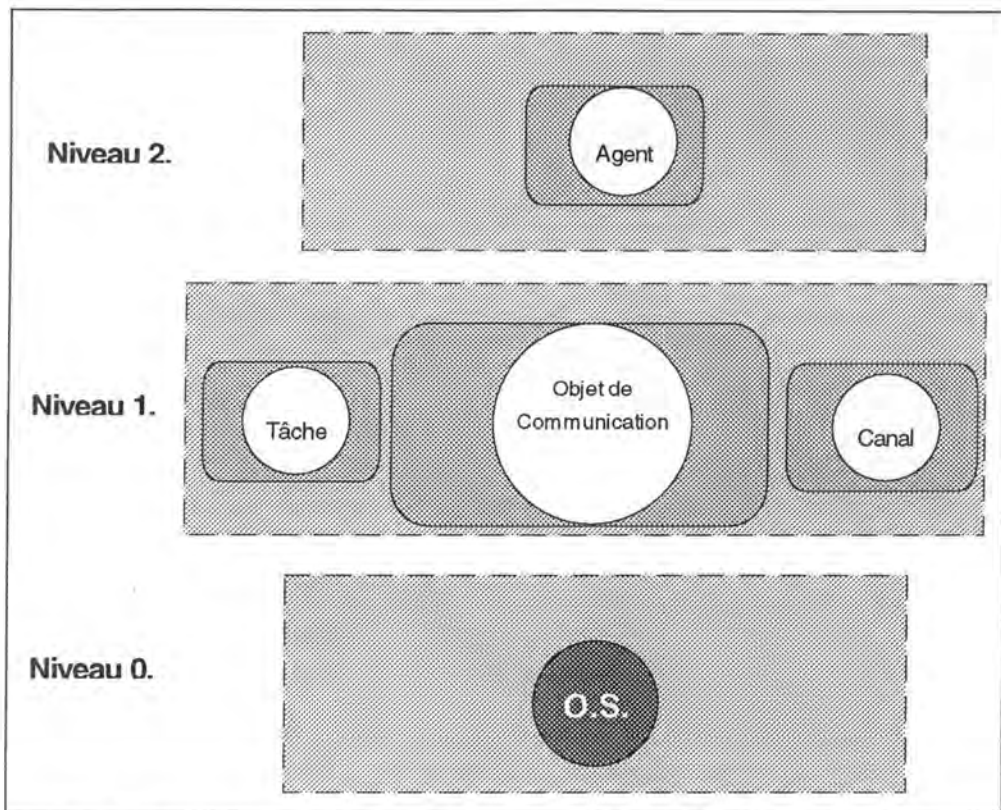 Niveau 2.
Agent
Niveau 1.
Tâche
Objet de
Communication
Canal
Niveau 0.
O.S.